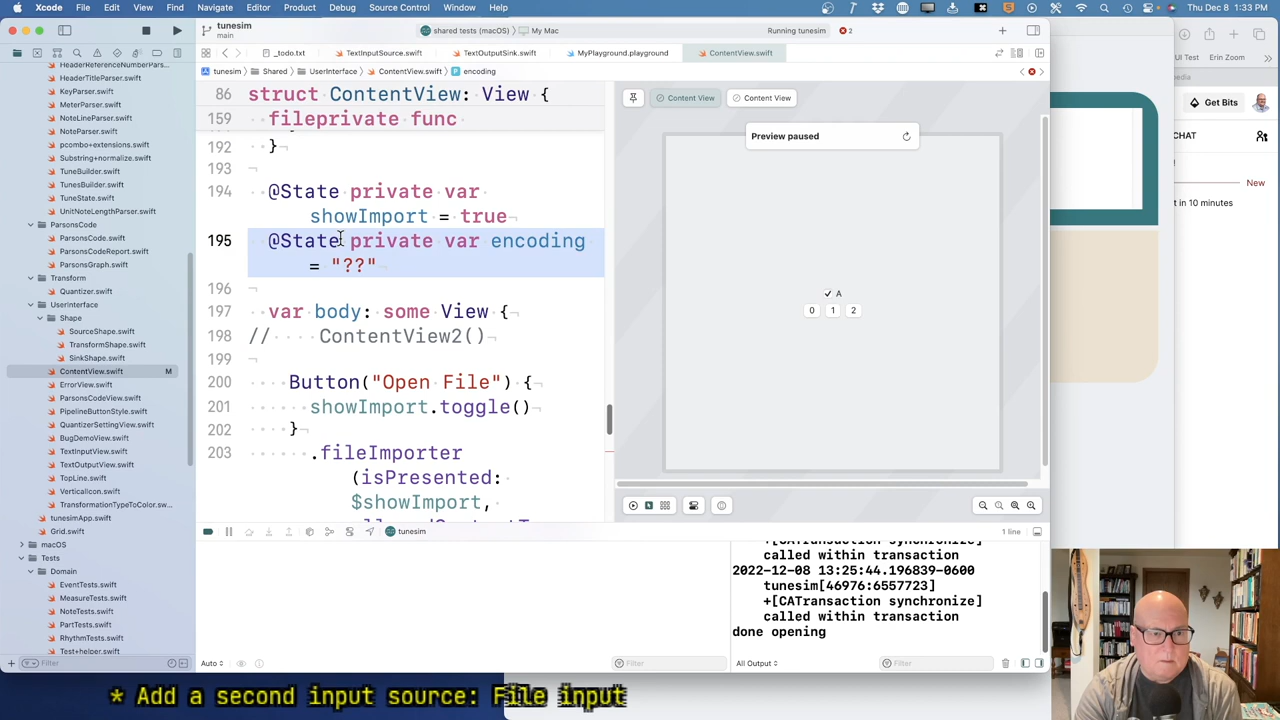 Xcode File Edit View Find Navigate Editor Product Debug Source Control Window Help
tunesim
main
shared tests (macOS) › My Mac
Running tunesim
2
_todo.txt
TextInputSource.swift
TextOutputSink.swift
MyPlayground.playground
ContentView.swift
tunesim › Shared › UserInterface › ContentView.swift › encoding
HeaderReferenceNumberPars...
HeaderTitleParser.swift
KeyParser.swift
MeterParser.swift
NoteLineParser.swift
NoteParser.swift
pcombo+extensions.swift
Substring+normalize.swift
TuneBuilder.swift
TunesBuilder.swift
TuneState.swift
UnitNoteLengthParser.swift
ParsonsCode
ParsonsCode.swift
ParsonsCodeReport.swift
ParsonsGraph.swift
Transform
Quantizer.swift
UserInterface
Shape
SourceShape.swift
TransformShape.swift
SinkShape.swift
ContentView.swift M
ErrorView.swift
ParsonsCodeView.swift
PipelineButtonStyle.swift
QuantizerSettingView.swift
BugDemoView.swift
TextInputView.swift
TextOutputView.swift
TopLine.swift
VerticalIcon.swift
TransformationTypeToColor.sw...
tunesimApp.swift
Grid.swift
macOS
Tests
Domain
EventTests.swift
MeasureTests.swift
NoteTests.swift
PartTests.swift
RhythmTests.swift
Test+helper.swift
Filter
86 struct ContentView: View {
159 fileprivate func
192 }
193
194 @State private var
showImport = true
195 @State private var encoding
= "??"
196
197 var body: some View {
198 // ContentView2()
199
200 Button("Open File") {
201 showImport.toggle()
202 }
203 .fileImporter
(isPresented:
$showImport,
Content View
Content View
Preview paused
A
0 1 2
tunesim
1 line
called within transaction
2022-12-08 13:25:44.196839-0600
tunesim[46976:6557723]
+[CATransaction synchronize]
called within transaction
done opening
Auto
Filter
All Output
Filter
UI Test
Erin Zoom
Get Bits
CHAT
New
in 10 minutes
* Add a second input source: File input